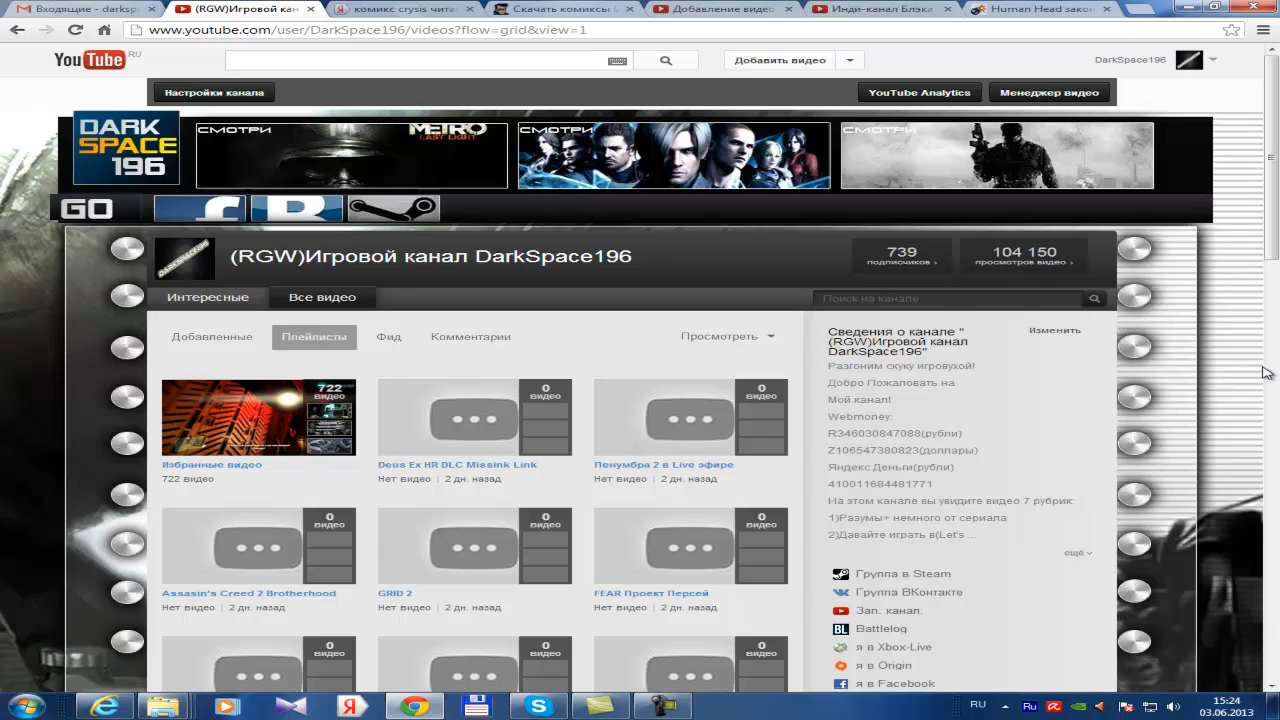 Входящие - darksp
(RGW)Игровой кан
комикс crysis чита
Скачать комиксы
Добавление видео
Инди-канал Блэка
Human Head закон
www.youtube.com/user/DarkSpace196/videos?flow=grid&view=1
YouTube RU
Добавить видео
DarkSpace196
Настройки канала
YouTube Analytics
Менеджер видео
DARK
SPACE
196
СМОТРИ
METRO
LAST LIGHT
СМОТРИ
СМОТРИ
GO
(RGW)Игровой канал DarkSpace196
739
подписчиков ›
104 150
просмотров видео ›
Интересные
Все видео
Поиск на канале
Добавленные
Плейлисты
Фид
Комментарии
Просмотреть
722
видео
Избранные видео
722 видео
0
видео
Deus Ex HR DLC Missink Link
Нет видео | 2 дн. назад
0
видео
Пенумбра 2 в Live эфире
Нет видео | 2 дн. назад
0
видео
Assasin's Creed 2 Brotherhood
Нет видео | 2 дн. назад
0
видео
GRID 2
Нет видео | 2 дн. назад
0
видео
FEAR Проект Персей
Нет видео | 2 дн. назад
0
видео
0
видео
0
видео
Сведения о канале "
(RGW)Игровой канал
DarkSpace196"
Изменить
Разгоним скуку игровухой!
Добро Пожаловать на
Мой канал!
Webmoney:
R346030847088(рубли)
Z106547380823(доллары)
Яндекс Деньги(рубли)
410011684481771
На этом канале вы увидите видео 7 рубрик:
1)Разумы+ немного от сериала
2)Давайте играть в(Let's ...
ещё
Группа в Steam
Группа ВКонтакте
Зап. канал.
BL Battlelog
я в Xbox-Live
я в Origin
я в Facebook
RU
Ru
15:24
03.06.2013